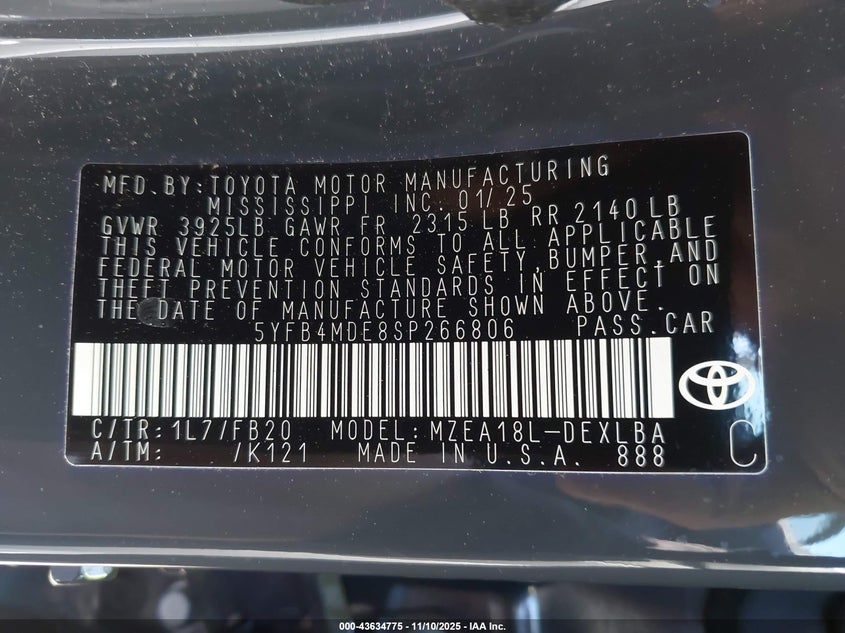 MFD.BY:TOYOTA MOTOR MANUFACTURING
MISSISSIPPI INC. 01/25
GVWR 3925LB GAWR FR 2315 LB RR 2140 LB
THIS VEHICLE CONFORMS TO ALL APPLICABLE
FEDERAL MOTOR VEHICLE SAFETY,BUMPER,AND
THEFT PREVENTION STANDARDS IN EFFECT ON
THE DATE OF MANUFACTURE SHOWN ABOVE.
5YFB4MDE8SP266806 PASS.CAR
C/TR:1L7/FB20 MODEL:MZEA18L-DEXLBA
A/TM: /K121 MADE IN U.S.A. 888 C
000-43634775 - 11/10/2025 - IAA Inc.